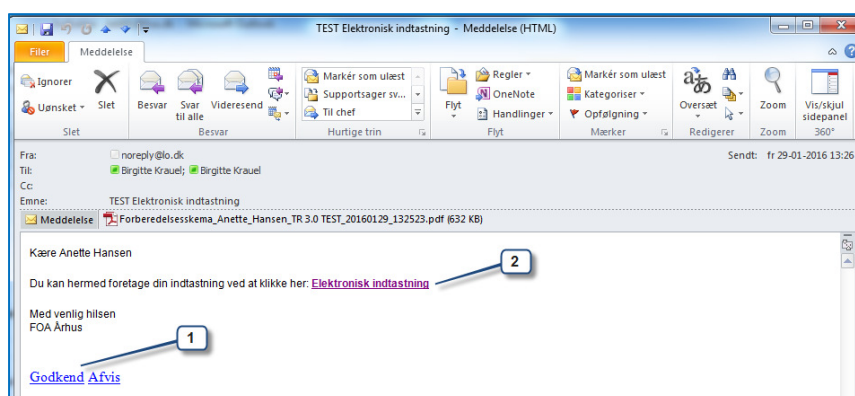 TEST Elektronisk indtastning - Meddelelse (HTML)
Filer Meddelelse
Ignorer
Uønsket
Slet
Besvar
Svar til alle
Videresend
Markér som ulæst
Supportsager sv...
Til chef
Flyt
Regler
OneNote
Handlinger
Markér som ulæst
Kategoriser
Opfølgning
Oversæt
Zoom
Vis/skjul sidepanel
Slet Besvar Hurtige trin Flyt Mærker Redigerer Zoom 360°
Fra: noreply@lo.dk Sendt: fr 29-01-2016 13:26
Til: Birgitte Krauel; Birgitte Krauel
Cc:
Emne: TEST Elektronisk indtastning
Meddelelse Forberedelsesskema_Anette_Hansen_TR 3.0 TEST_20160129_132523.pdf (632 KB)
Kære Anette Hansen
2
Du kan hermed foretage din indtastning ved at klikke her: Elektronisk indtastning
Med venlig hilsen
FOA Århus
1
Godkend Afvis